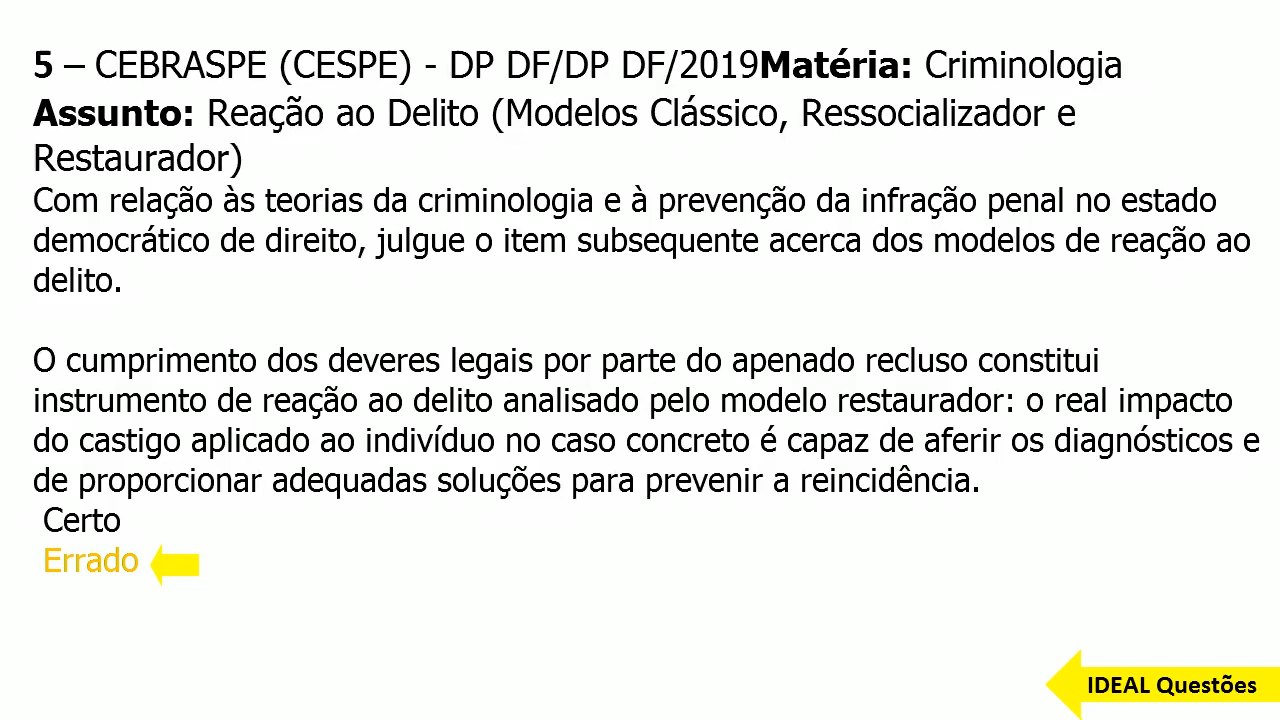 5 – CEBRASPE (CESPE) - DP DF/DP DF/2019Matéria: Criminologia
Assunto: Reação ao Delito (Modelos Clássico, Ressocializador e
Restaurador)
Com relação às teorias da criminologia e à prevenção da infração penal no estado
democrático de direito, julgue o item subsequente acerca dos modelos de reação ao
delito.
O cumprimento dos deveres legais por parte do apenado recluso constitui
instrumento de reação ao delito analisado pelo modelo restaurador: o real impacto
do castigo aplicado ao indivíduo no caso concreto é capaz de aferir os diagnósticos e
de proporcionar adequadas soluções para prevenir a reincidência.
Certo
Errado
IDEAL Questões